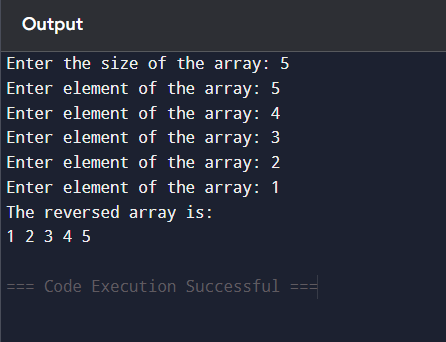 Output
Enter the size of the array: 5
Enter element of the array: 5
Enter element of the array: 4
Enter element of the array: 3
Enter element of the array: 2
Enter element of the array: 1
The reversed array is:
1 2 3 4 5
=== Code Execution Successful ===